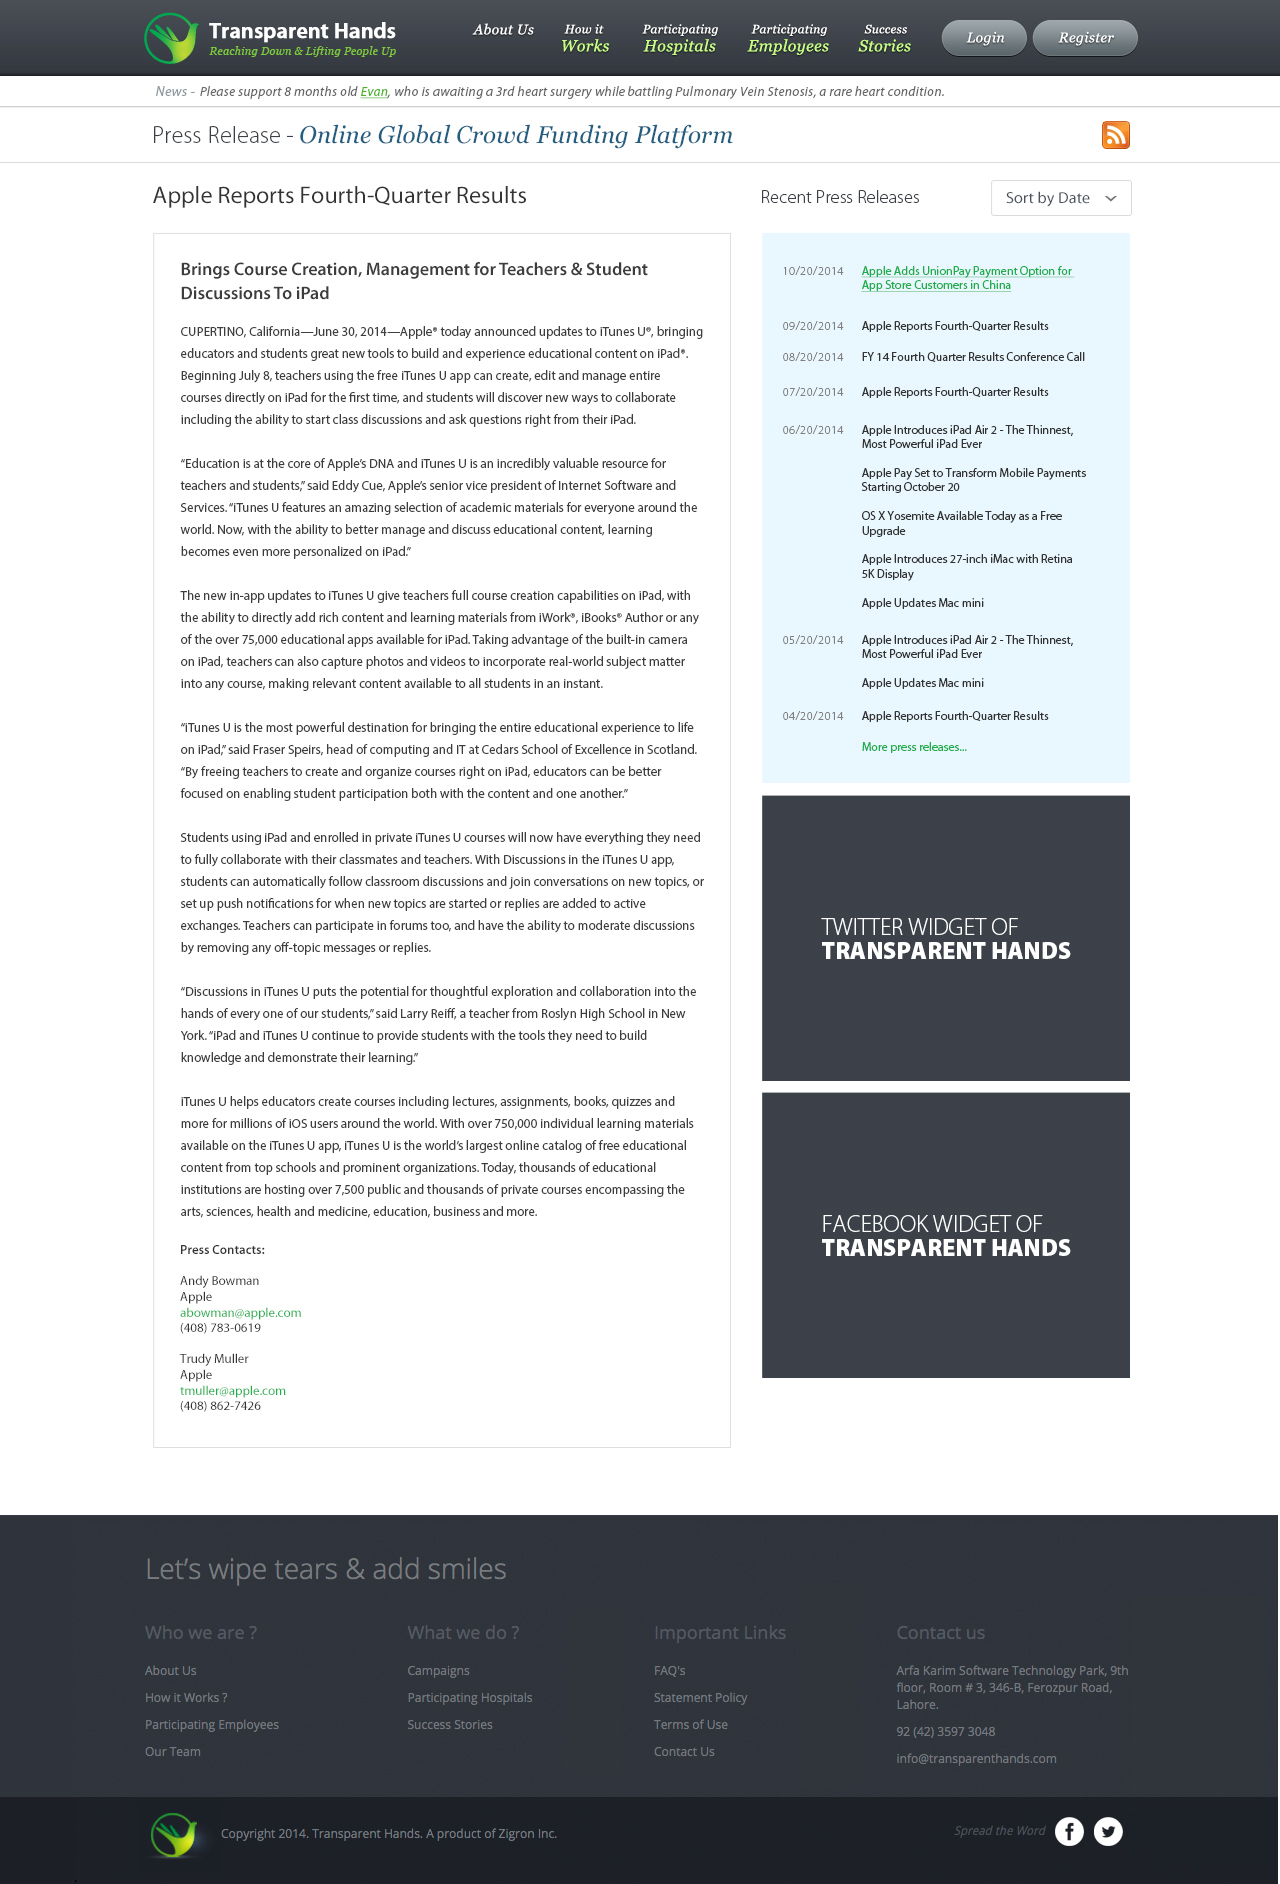 Transparent Hands
Reaching Down & Lifting People Up
About Us
How it
Works
Participating
Hospitals
Participating
Employees
Success
Stories
Login
Register
News - Please support 8 months old Evan, who is awaiting a 3rd heart surgery while battling Pulmonary Vein Stenosis, a rare heart condition.
Press Release - Online Global Crowd Funding Platform
Apple Reports Fourth-Quarter Results
Brings Course Creation, Management for Teachers & Student
Discussions To iPad
CUPERTINO, California—June 30, 2014—Apple® today announced updates to iTunes U®, bringing
educators and students great new tools to build and experience educational content on iPad®.
Beginning July 8, teachers using the free iTunes U app can create, edit and manage entire
courses directly on iPad for the first time, and students will discover new ways to collaborate
including the ability to start class discussions and ask questions right from their iPad.
“Education is at the core of Apple’s DNA and iTunes U is an incredibly valuable resource for
teachers and students,” said Eddy Cue, Apple’s senior vice president of Internet Software and
Services. “iTunes U features an amazing selection of academic materials for everyone around the
world. Now, with the ability to better manage and discuss educational content, learning
becomes even more personalized on iPad.”
The new in-app updates to iTunes U give teachers full course creation capabilities on iPad, with
the ability to directly add rich content and learning materials from iWork®, iBooks® Author or any
of the over 75,000 educational apps available for iPad. Taking advantage of the built-in camera
on iPad, teachers can also capture photos and videos to incorporate real-world subject matter
into any course, making relevant content available to all students in an instant.
“iTunes U is the most powerful destination for bringing the entire educational experience to life
on iPad,” said Fraser Speirs, head of computing and IT at Cedars School of Excellence in Scotland.
“By freeing teachers to create and organize courses right on iPad, educators can be better
focused on enabling student participation both with the content and one another.”
Students using iPad and enrolled in private iTunes U courses will now have everything they need
to fully collaborate with their classmates and teachers. With Discussions in the iTunes U app,
students can automatically follow classroom discussions and join conversations on new topics, or
set up push notifications for when new topics are started or replies are added to active
exchanges. Teachers can participate in forums too, and have the ability to moderate discussions
by removing any off-topic messages or replies.
“Discussions in iTunes U puts the potential for thoughtful exploration and collaboration into the
hands of every one of our students,” said Larry Reiff, a teacher from Roslyn High School in New
York. “iPad and iTunes U continue to provide students with the tools they need to build
knowledge and demonstrate their learning.”
iTunes U helps educators create courses including lectures, assignments, books, quizzes and
more for millions of iOS users around the world. With over 750,000 individual learning materials
available on the iTunes U app, iTunes U is the world’s largest online catalog of free educational
content from top schools and prominent organizations. Today, thousands of educational
institutions are hosting over 7,500 public and thousands of private courses encompassing the
arts, sciences, health and medicine, education, business and more.
Press Contacts:
Andy Bowman
Apple
abowman@apple.com
(408) 783-0619
Trudy Muller
Apple
tmuller@apple.com
(408) 862-7426
Recent Press Releases
Sort by Date
10/20/2014 Apple Adds UnionPay Payment Option for
App Store Customers in China
09/20/2014 Apple Reports Fourth-Quarter Results
08/20/2014 FY 14 Fourth Quarter Results Conference Call
07/20/2014 Apple Reports Fourth-Quarter Results
06/20/2014 Apple Introduces iPad Air 2 - The Thinnest,
Most Powerful iPad Ever
Apple Pay Set to Transform Mobile Payments
Starting October 20
OS X Yosemite Available Today as a Free
Upgrade
Apple Introduces 27-inch iMac with Retina
5K Display
Apple Updates Mac mini
05/20/2014 Apple Introduces iPad Air 2 - The Thinnest,
Most Powerful iPad Ever
Apple Updates Mac mini
04/20/2014 Apple Reports Fourth-Quarter Results
More press releases...
TWITTER WIDGET OF
TRANSPARENT HANDS
FACEBOOK WIDGET OF
TRANSPARENT HANDS
Let’s wipe tears & add smiles
Who we are ?
About Us
How it Works ?
Participating Employees
Our Team
What we do ?
Campaigns
Participating Hospitals
Success Stories
Important Links
FAQ's
Statement Policy
Terms of Use
Contact Us
Contact us
Arfa Karim Software Technology Park, 9th
floor, Room # 3, 346-B, Ferozpur Road,
Lahore.
92 (42) 3597 3048
info@transparenthands.com
Copyright 2014. Transparent Hands. A product of Zigron Inc.
Spread the Word